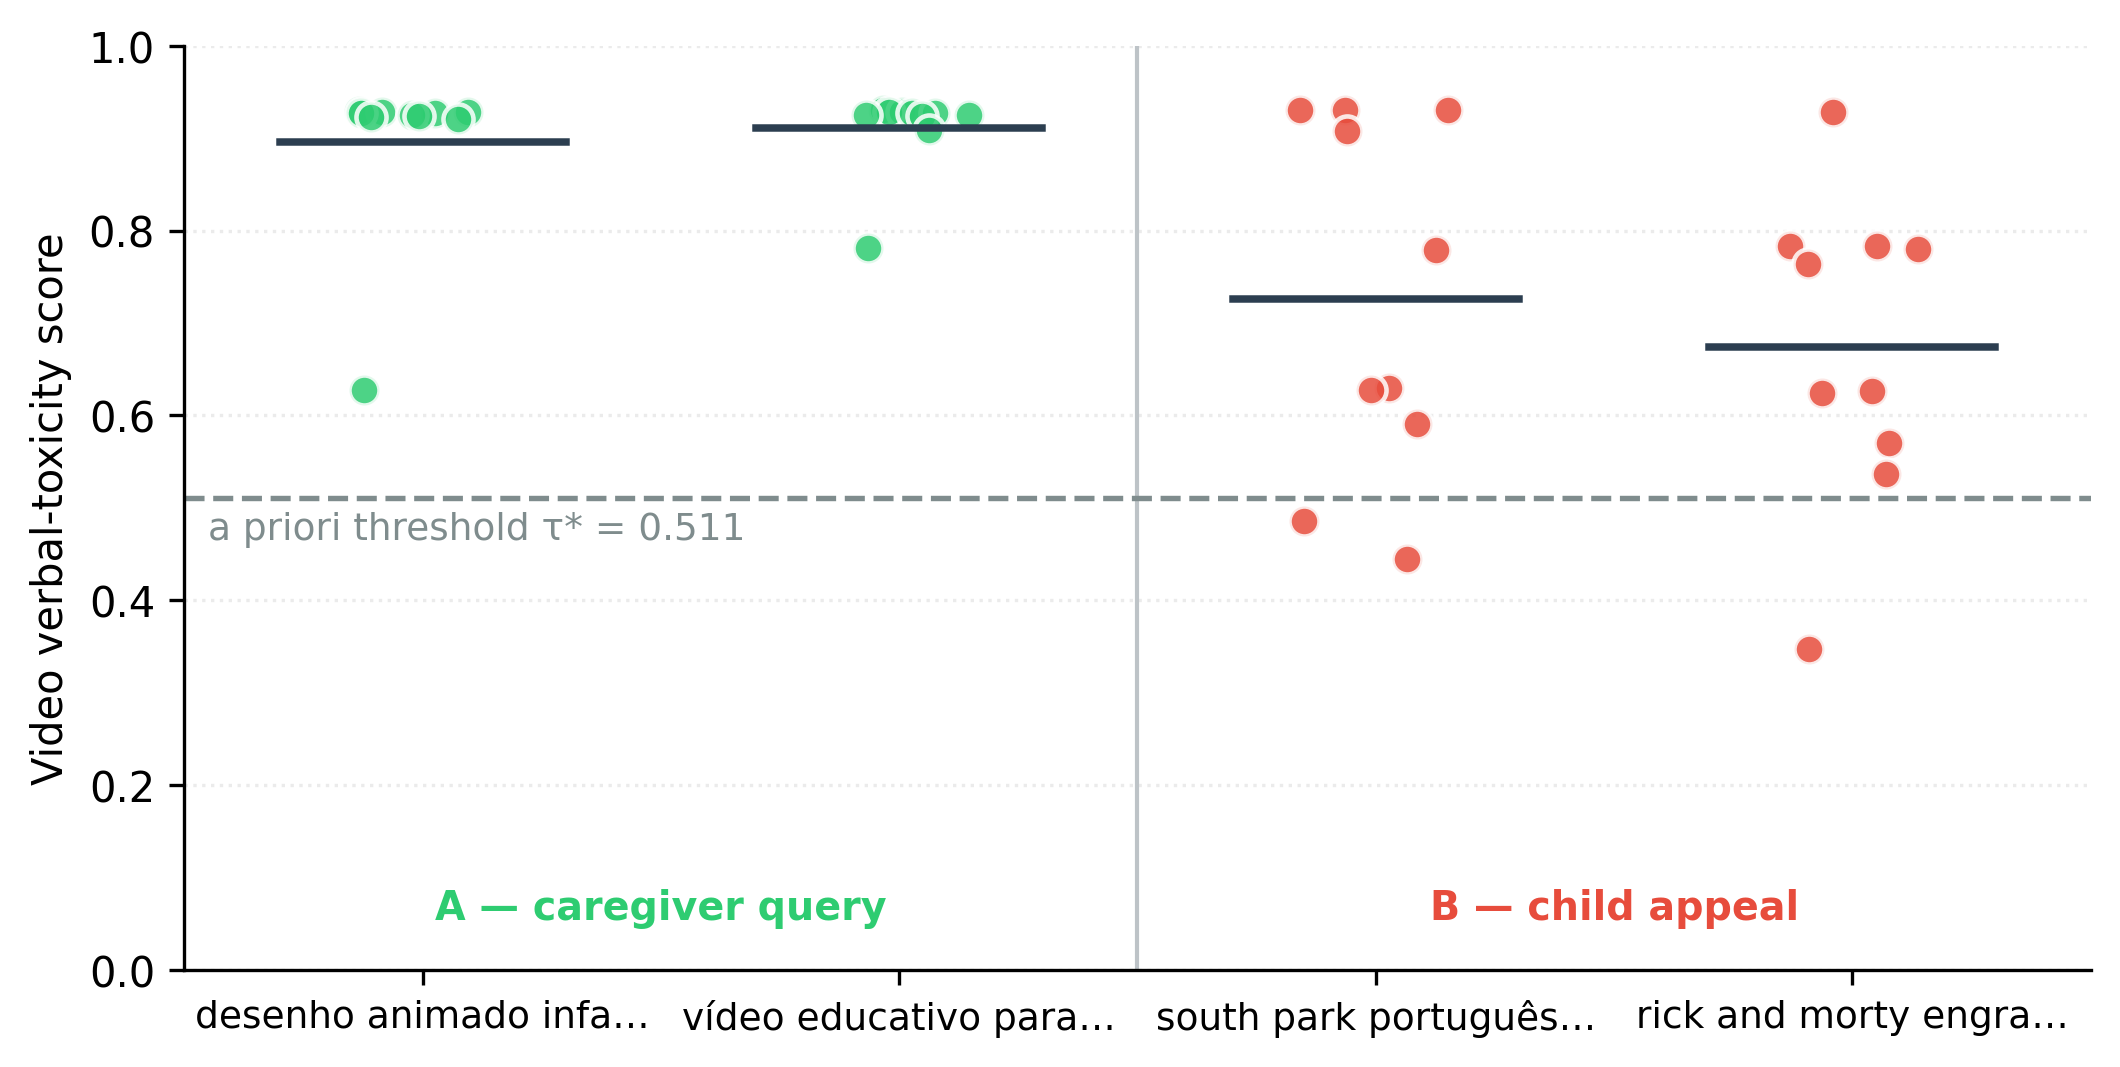 Video verbal-toxicity score
1.0
0.8
0.6
0.4
0.2
0.0
a priori threshold τ* = 0.511
A — caregiver query
B — child appeal
desenho animado infa...
vídeo educativo para...
south park português...
rick and morty engra...